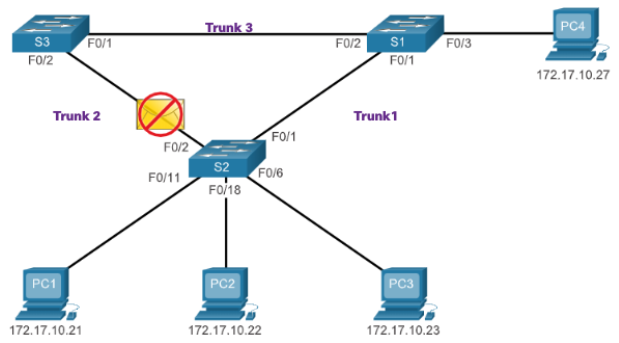 Trunk 3
PC4
S3
F0/1
F0/2
S1
F0/3
F0/2
F0/1
172.17.10.27
Trunk 2
Trunk1
F0/1
F0/2
S2
F0/11
F0/6
F0/18
PC1
PC2
PC3
172.17.10.21
172.17.10.22
172.17.10.23